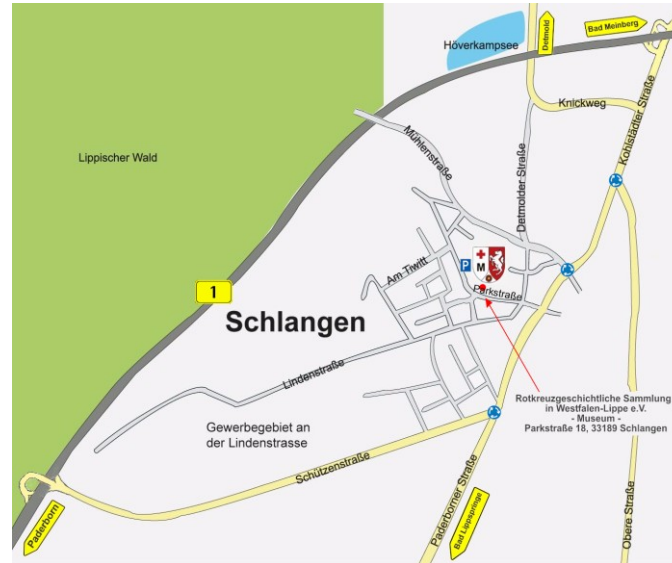 Bad Meinberg
Detmold
Höverkampsee
Knickweg
Kohlstädter Straße
Mühlenstraße
Detmolder Straße
Lippischer Wald
P
M
Am Tiwitt
Parkstraße
1
Schlangen
Lindenstraße
Rotkreuzgeschichtliche Sammlung
in Westfalen-Lippe e.V.
- Museum -
Parkstraße 18, 33189 Schlangen
Gewerbegebiet an
der Lindenstrasse
Schützenstraße
Paderborn
Paderborner Straße
Bad Lippspringe
Obere Straße